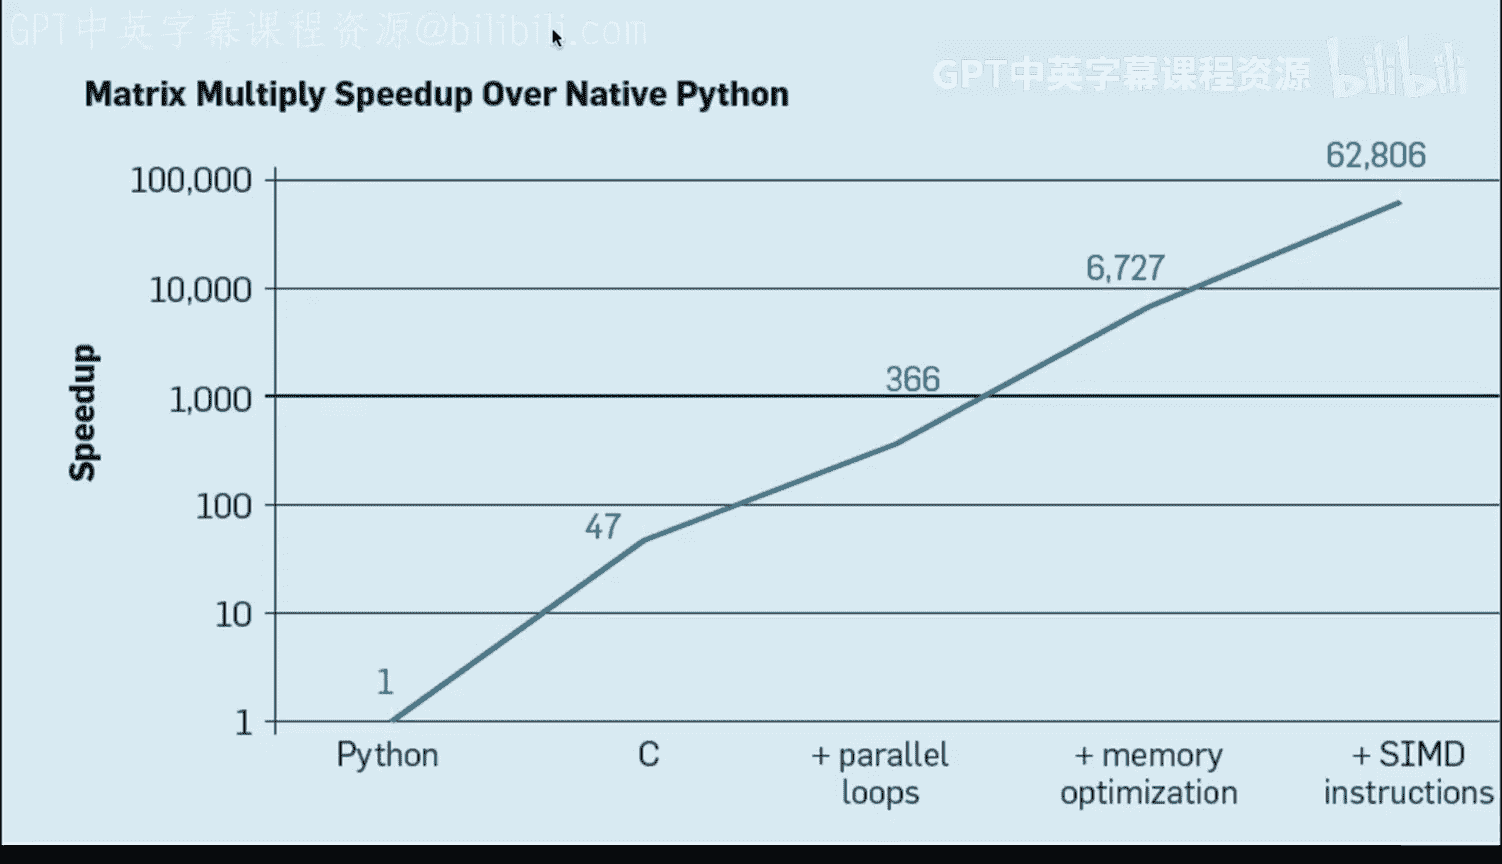 GPT中英字幕课程资源@bilibili.com
GPT中英字幕课程资源 bilibili
Matrix Multiply Speedup Over Native Python
62,806
100,000
6,727
10,000
366
1,000
Speedup
47
100
10
1
1
Python
C
+ parallel
loops
+ memory
optimization
+ SIMD
instructions